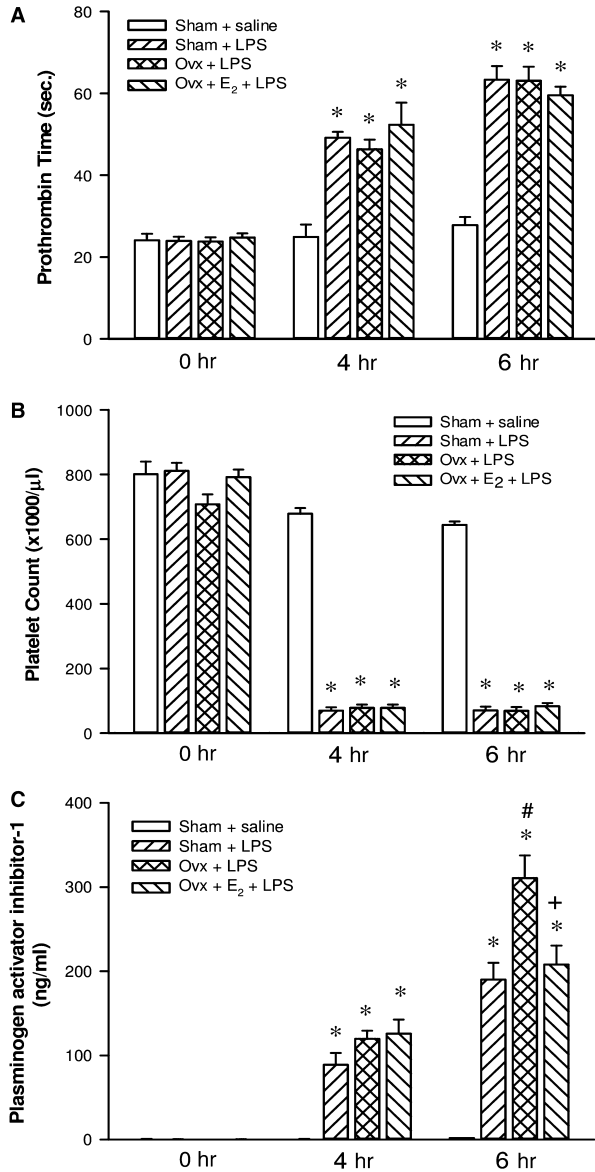 A
Prothrombin Time (sec.)
80
60
40
20
0
Sham + saline
Sham + LPS
Ovx + LPS
Ovx + E₂ + LPS
* * *
* * *
0 hr 4 hr 6 hr
B
Platelet Count (x1000/μl)
1000
800
600
400
200
0
Sham + saline
Sham + LPS
Ovx + LPS
Ovx + E2 + LPS
* * *
* * *
0 hr 4 hr 6 hr
C
Plasminogen activator inhibitor-1
(ng/ml)
400
300
200
100
0
Sham + saline
Sham + LPS
Ovx + LPS
Ovx + E₂ + LPS
#
*
+
*
*
* * *
0 hr 4 hr 6 hr